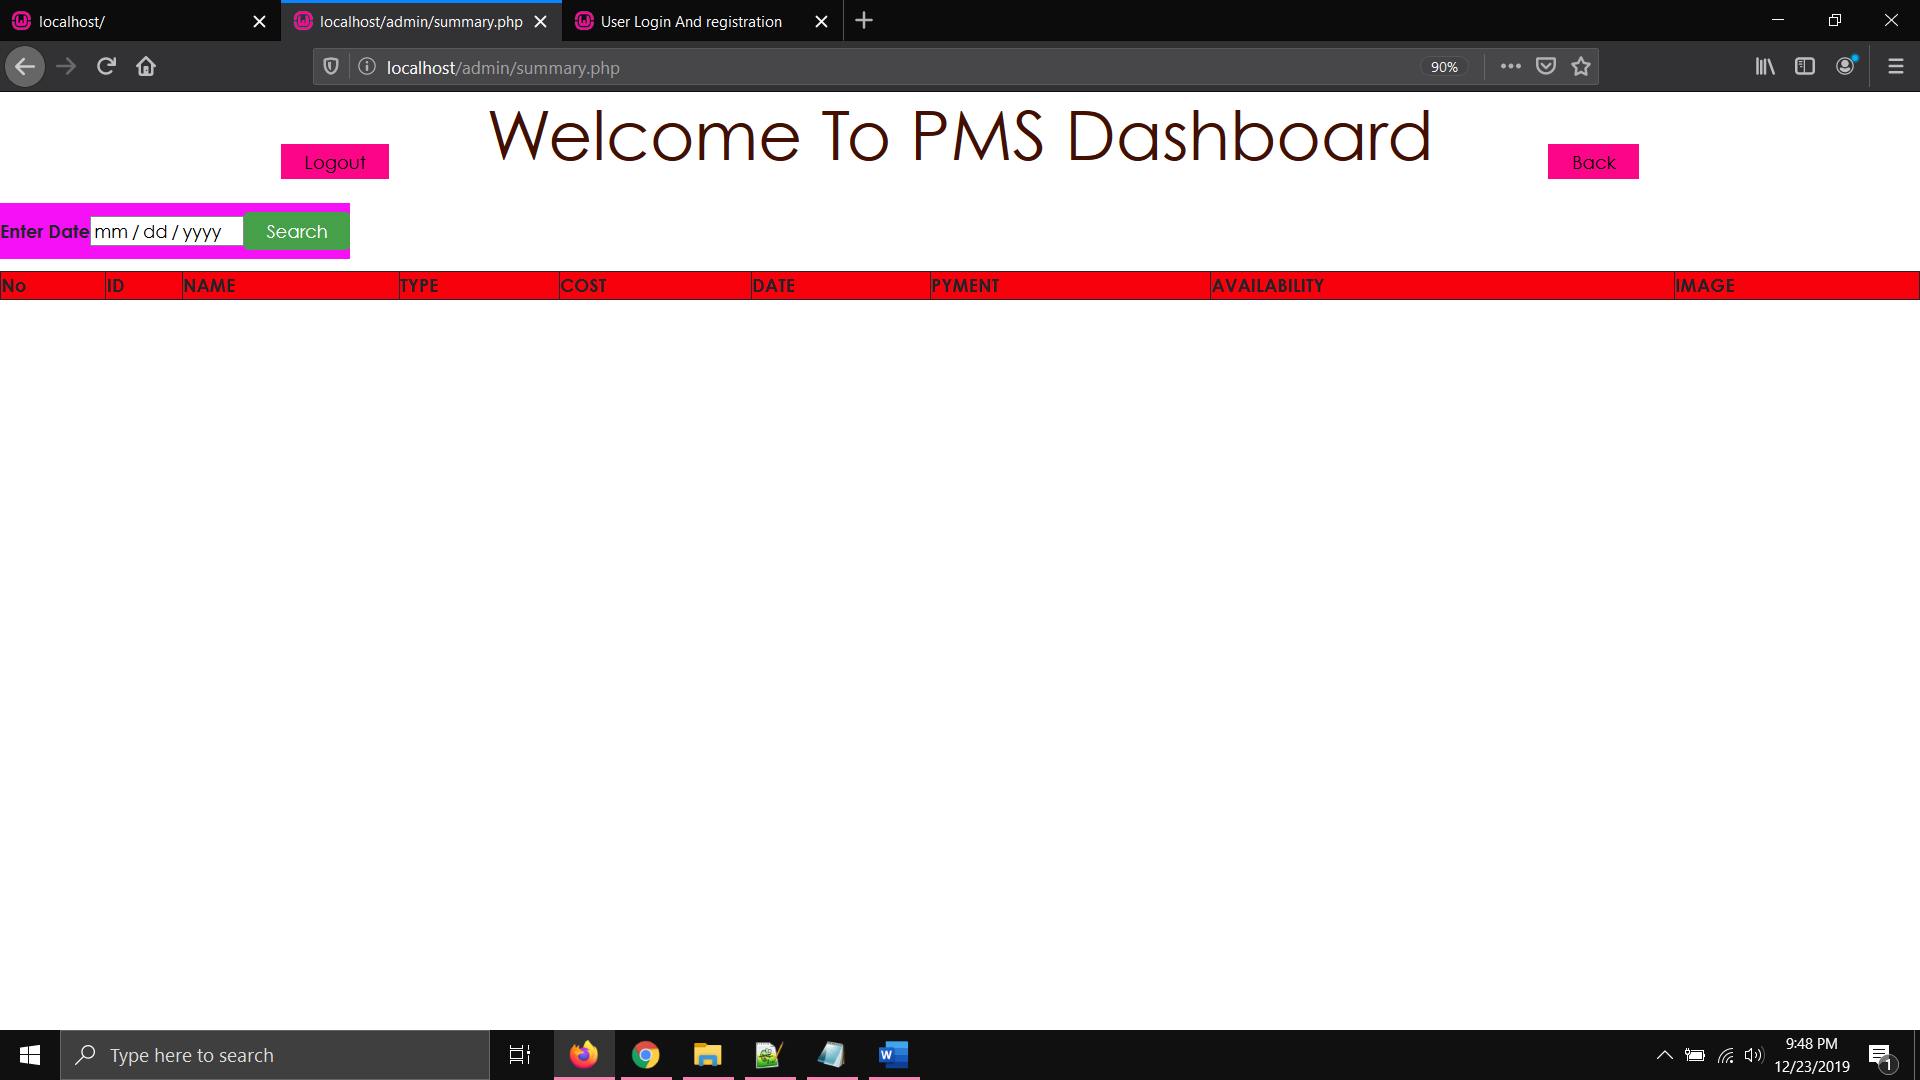 localhost/
localhost/admin/summary.php
User Login And registration
localhost/admin/summary.php
90%
Welcome To PMS Dashboard
Logout
Back
Enter Date mm / dd / yyyy Search
No ID NAME TYPE COST DATE PYMENT AVAILABILITY IMAGE
Type here to search
W
9:48 PM
12/23/2019
1